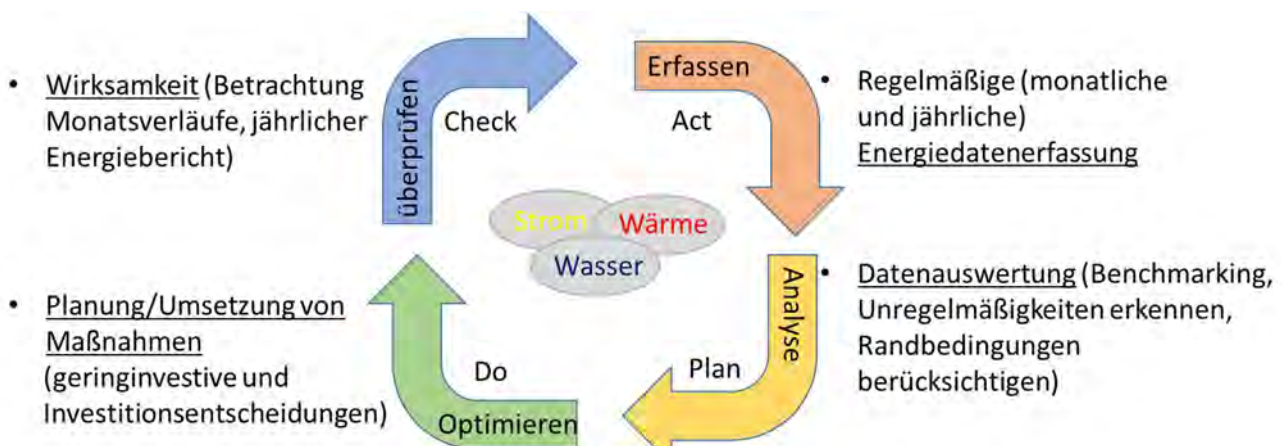 • Wirksamkeit (Betrachtung
Monatsverläufe, jährlicher
Energiebericht)
überprüfen
Check
Erfassen
Act
• Regelmäßige (monatliche
und jährliche)
Energiedatenerfassung
Strom
Wärme
Wasser
• Planung/Umsetzung von
Maßnahmen
(geringinvestive und
Investitionsentscheidungen)
Do
Optimieren
Plan
Analyse
• Datenauswertung (Benchmarking,
Unregelmäßigkeiten erkennen,
Randbedingungen
berücksichtigen)